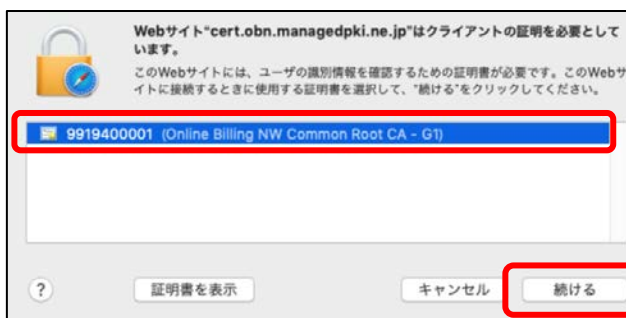 Webサイト“cert.obn.managedpki.ne.jp”はクライアントの証明を必要として
います。
このWebサイトには、ユーザの識別情報を確認するための証明書が必要です。このWebサ
イトに接続するときに使用する証明書を選択して、“続ける”をクリックしてください。
9919400001 (Online Billing NW Common Root CA - G1)
?
証明書を表示
キャンセル
続ける